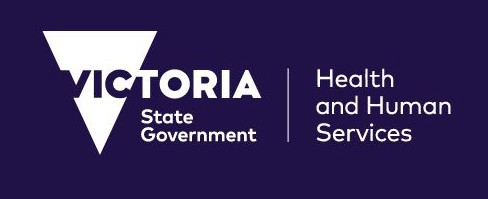 VICTORIA
State
Government
Health
and Human
Services